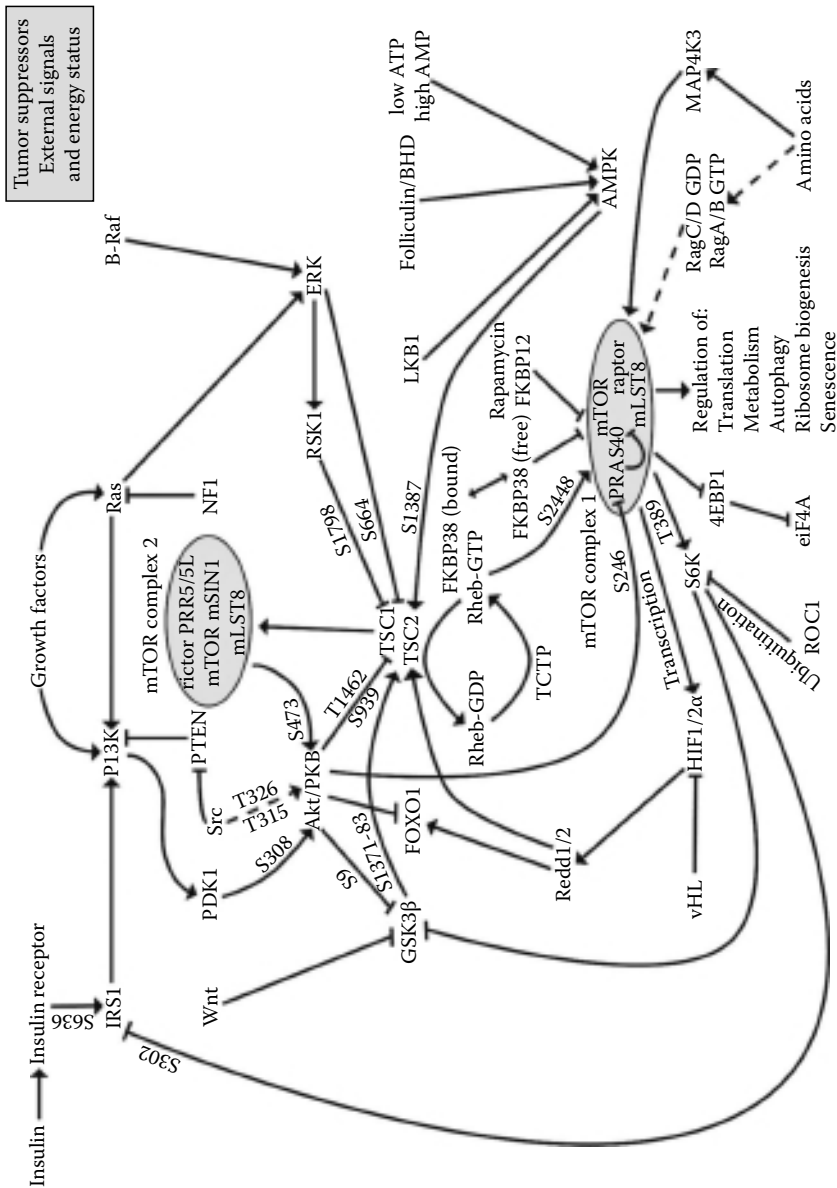 Insulin
Insulin receptor
Growth factors
Tumor suppressors
External signals
and energy status
S636
IRS1
P13K
Ras
B-Raf
S302
Wnt
PDK1
Src
PTEN
mTOR complex 2
rictor PRR5/5L
mTOR mSIN1
mLST8
NF1
S308
T326
T315
S473
Akt/PKB
RSK1
ERK
S9
S1371-83
T1462
S939
S1798
S664
GSK3β
FOXO1
TSC1
TSC2
S1387
LKB1
Folliculin/BHD
low ATP
high AMP
Rheb-GDP
TCTP
FKBP38 (bound)
Rheb-GTP
Rapamycin
FKBP38 (free) FKBP12
AMPK
S2448
Redd1/2
mTOR complex 1
S246
mTOR
PRAS40 raptor
mLST8
vHL
HIF1/2α
Transcription
T389
S6K
4EBP1
eiF4A
Ubiquitination
ROC1
Regulation of:
Translation
Metabolism
Autophagy
Ribosome biogenesis
Senescence
RagC/D GDP
RagA/B GTP
MAP4K3
Amino acids